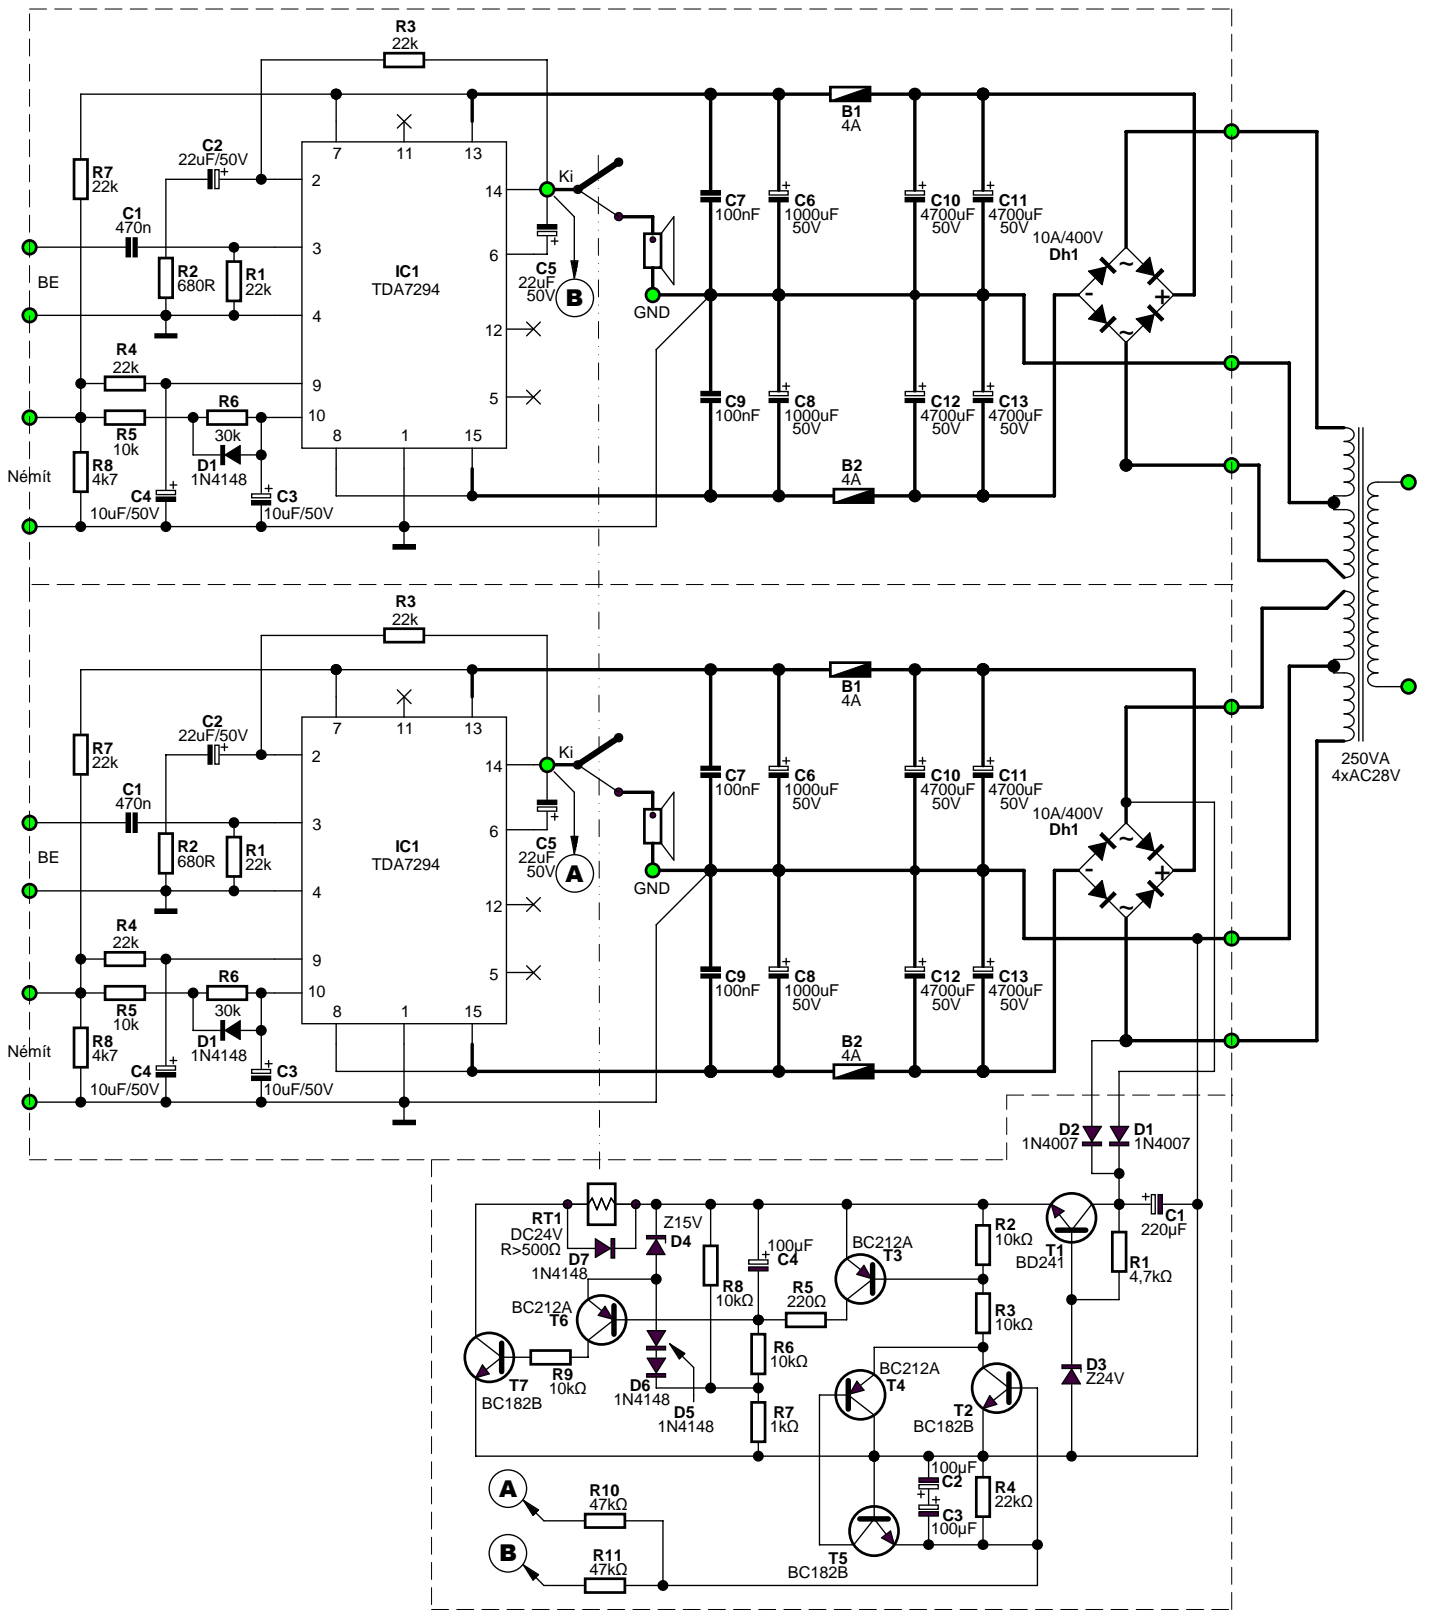 R3
22k
7
11
13
C2
22uF/50V
+
R7
22k
2
14
Ki
C1
470n
3
6
BE
R2
680R
R1
22k
IC1
TDA7294
+
C5
22uF
50V
B
4
12
GND
R4
22k
9
5
R5
10k
R6
30k
10
8
1
15
D1
1N4148
R8
4k7
Némít
C4
10uF/50V
+
C3
10uF/50V
+
B1
4A
C7
100nF
+
C6
1000uF
50V
+
C10
4700uF
50V
+
C11
4700uF
50V
10A/400V
Dh1
~
-
+
~
C9
100nF
+
C8
1000uF
50V
+
C12
4700uF
50V
+
C13
4700uF
50V
B2
4A
R3
22k
7
11
13
C2
22uF/50V
+
R7
22k
2
14
Ki
C1
470n
3
6
BE
R2
680R
R1
22k
IC1
TDA7294
+
C5
22uF
50V
A
4
12
GND
R4
22k
9
5
R5
10k
R6
30k
10
8
1
15
D1
1N4148
R8
4k7
Némít
C4
10uF/50V
+
C3
10uF/50V
+
B1
4A
C7
100nF
+
C6
1000uF
50V
+
C10
4700uF
50V
+
C11
4700uF
50V
10A/400V
Dh1
~
-
+
~
C9
100nF
+
C8
1000uF
50V
+
C12
4700uF
50V
+
C13
4700uF
50V
B2
4A
250VA
4xAC28V
D2
1N4007
D1
1N4007
RT1
DC24V
R>500Ω
D7
1N4148
Z15V
D4
R8
10kΩ
100µF
C4
+
BC212A
T3
R2
10kΩ
T1
BD241
+
C1
220µF
R1
4,7kΩ
BC212A
T6
R5
220Ω
R3
10kΩ
R6
10kΩ
T7
BC182B
R9
10kΩ
D6
1N4148
D5
1N4148
R7
1kΩ
BC212A
T4
T2
BC182B
D3
Z24V
A
R10
47kΩ
100µF
C2
+
+
C3
100µF
R4
22kΩ
B
R11
47kΩ
T5
BC182B